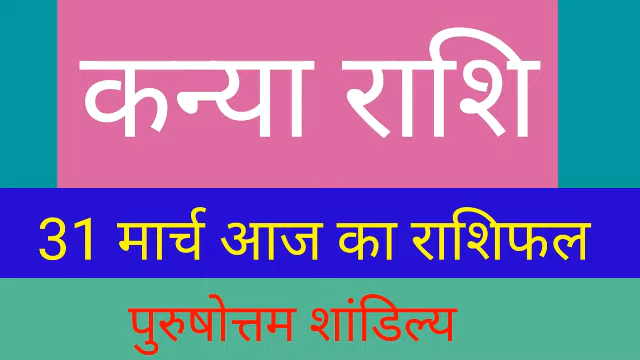 कन्या राशि
31 मार्च आज का राशिफल
पुरुषोत्तम शांडिल्य